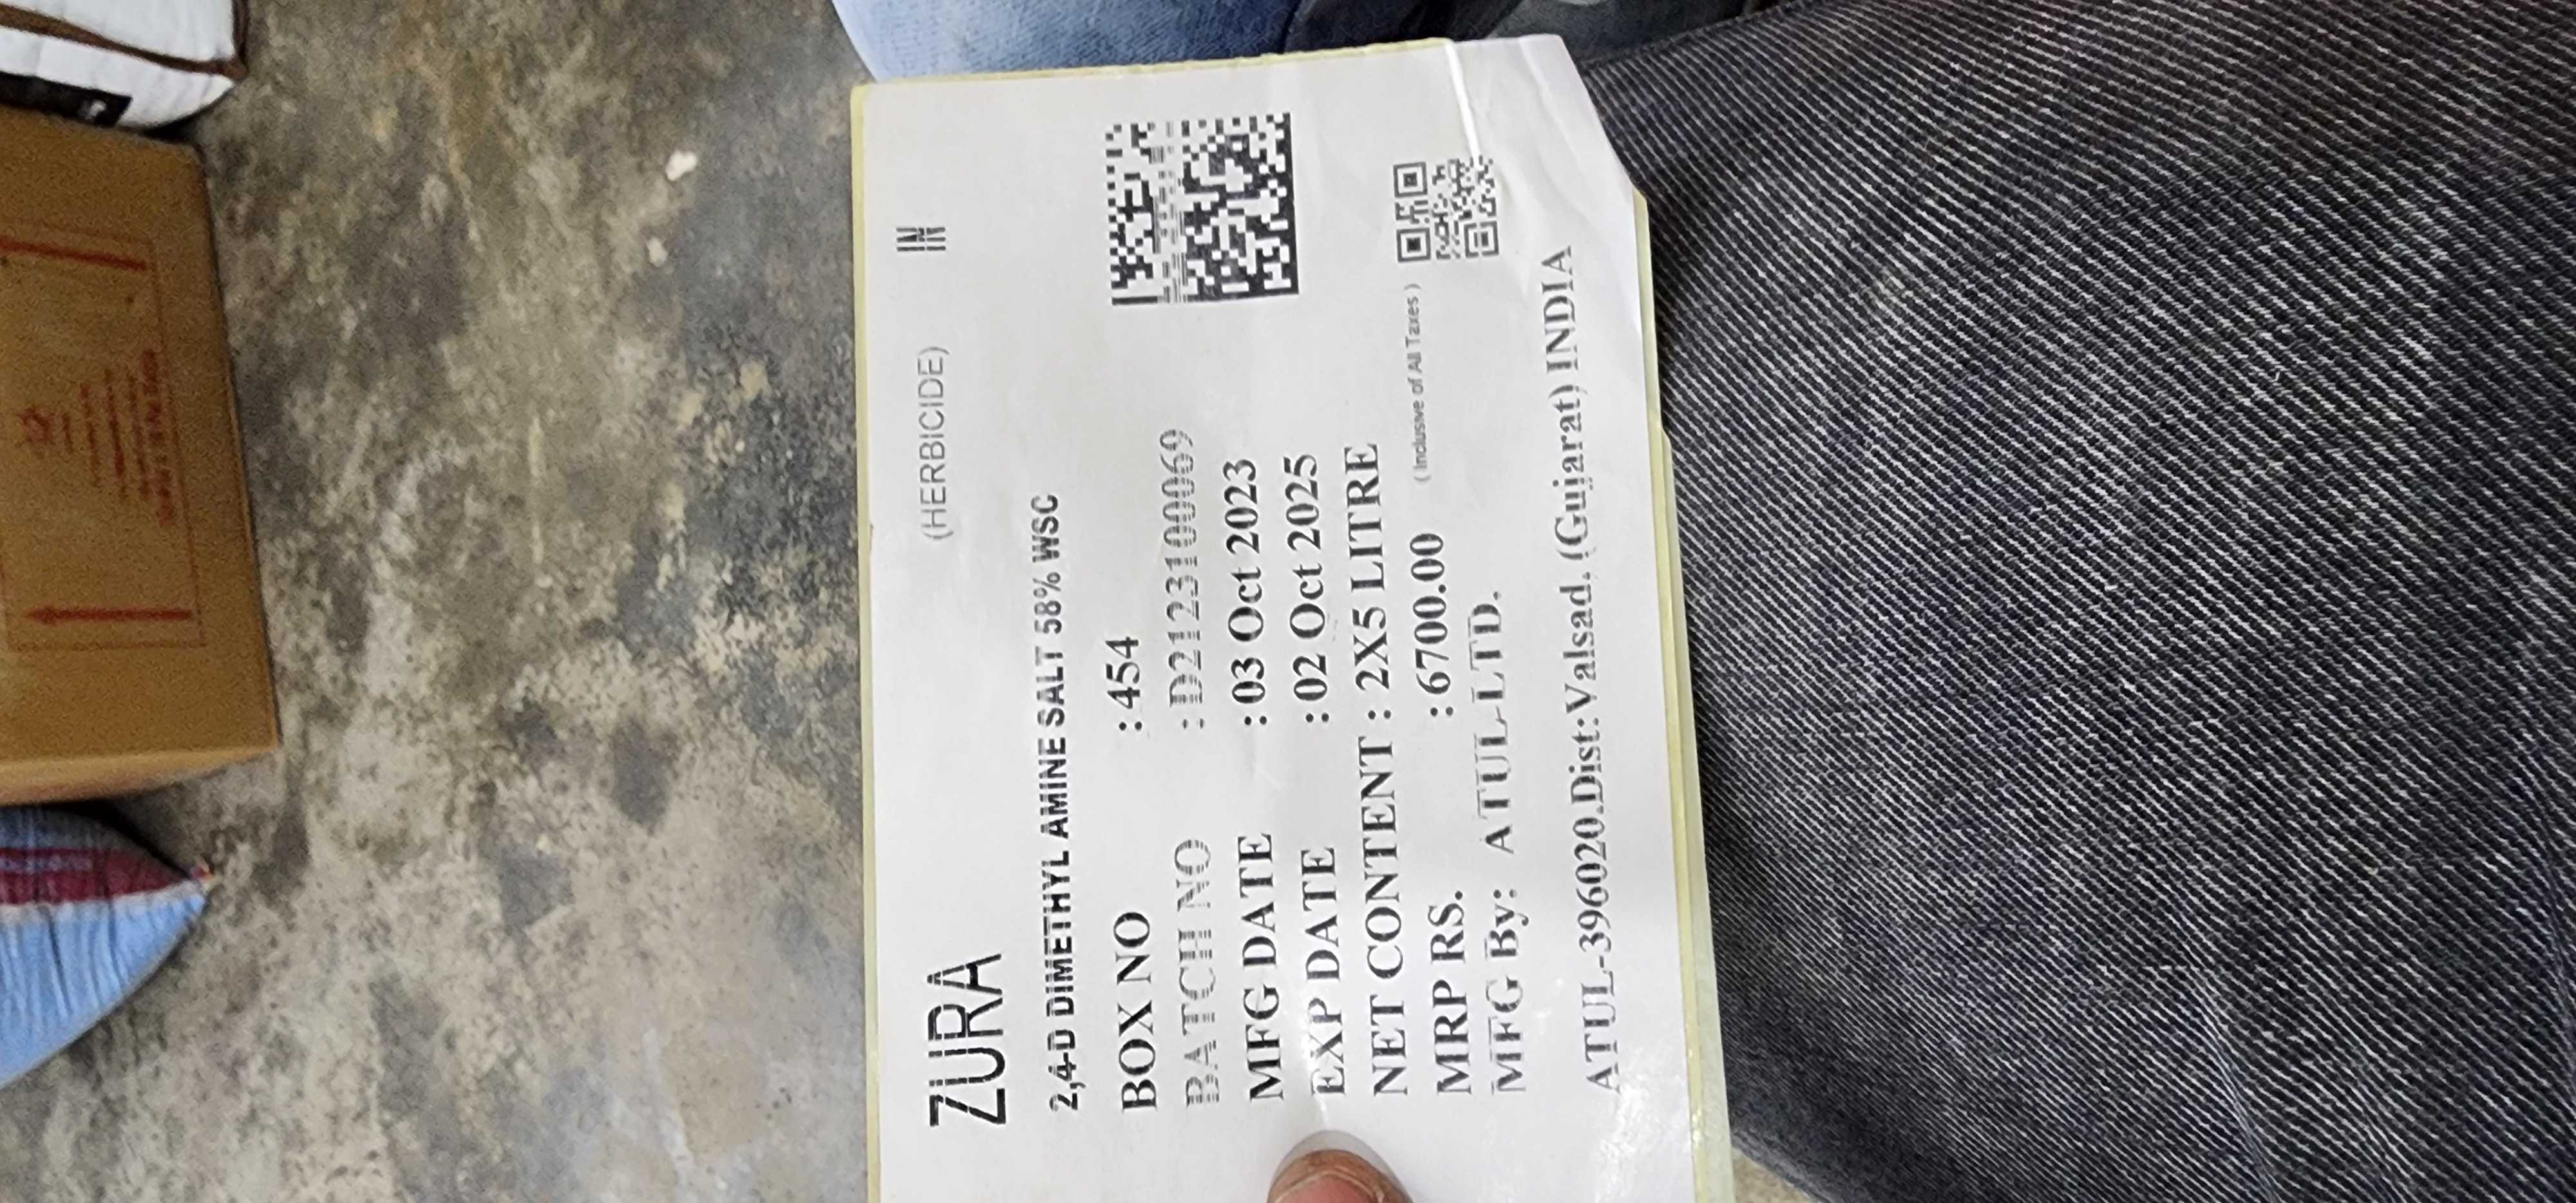 ZURA (HERBICIDE) IN
2,4-D DIMETHYL AMINE SALT 58% WSC
BOX NO : 454
BATCH NO : D2123100069
MFG DATE : 03 Oct 2023
EXP DATE : 02 Oct 2025
NET CONTENT : 2X5 LITRE
MRP RS. : 6700.00 ( Inclusive of All Taxes )
MFG By: ATUL-LTD.
ATUL-396020.Dist:Valsad. (Gujarat) INDIA